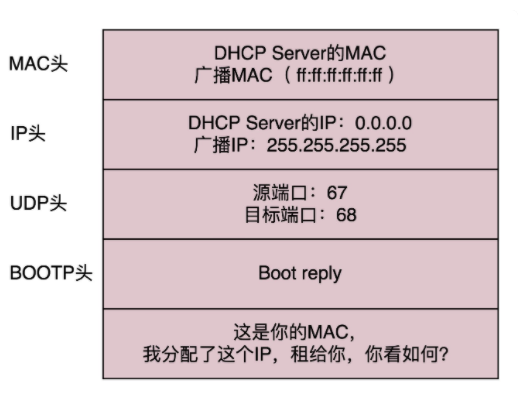 MAC头
DHCP Server的MAC
广播MAC（ff:ff:ff:ff:ff:ff）
IP头
DHCP Server的IP：0.0.0.0
广播IP：255.255.255.255
UDP头
源端口：67
目标端口：68
BOOTP头
Boot reply
这是你的MAC，
我分配了这个IP，租给你，你看如何？